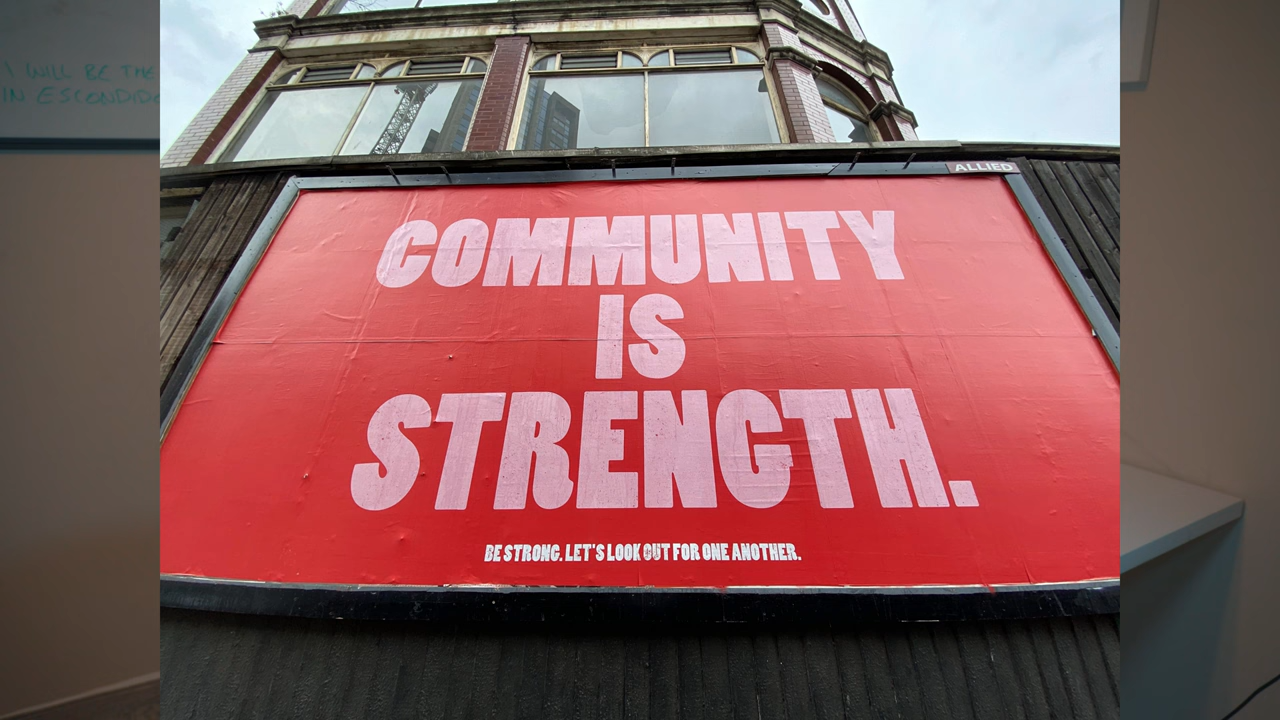 I WILL BE THE
IN ESCONDIDO
ALLIED
COMMUNITY
IS
STRENGTH.
BE STRONG. LET'S LOOK OUT FOR ONE ANOTHER.